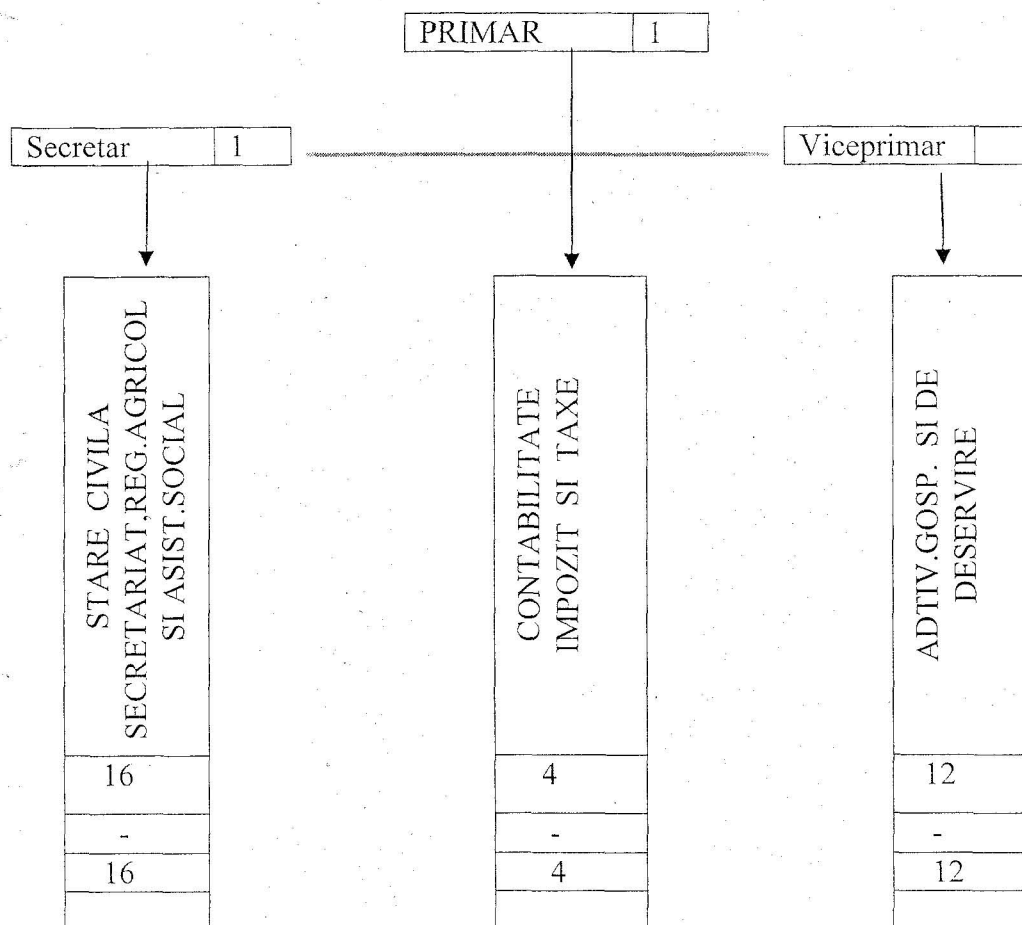 PRIMAR 1
Secretar 1
Viceprimar
STARE CIVILA
SECRETARIAT,REG.AGRICOL
SI ASIST.SOCIAL
CONTABILITATE
IMPOZIT SI TAXE
ADTIV.GOSP. SI DE
DESERVIRE
16 4 12
- - -
16 4 12